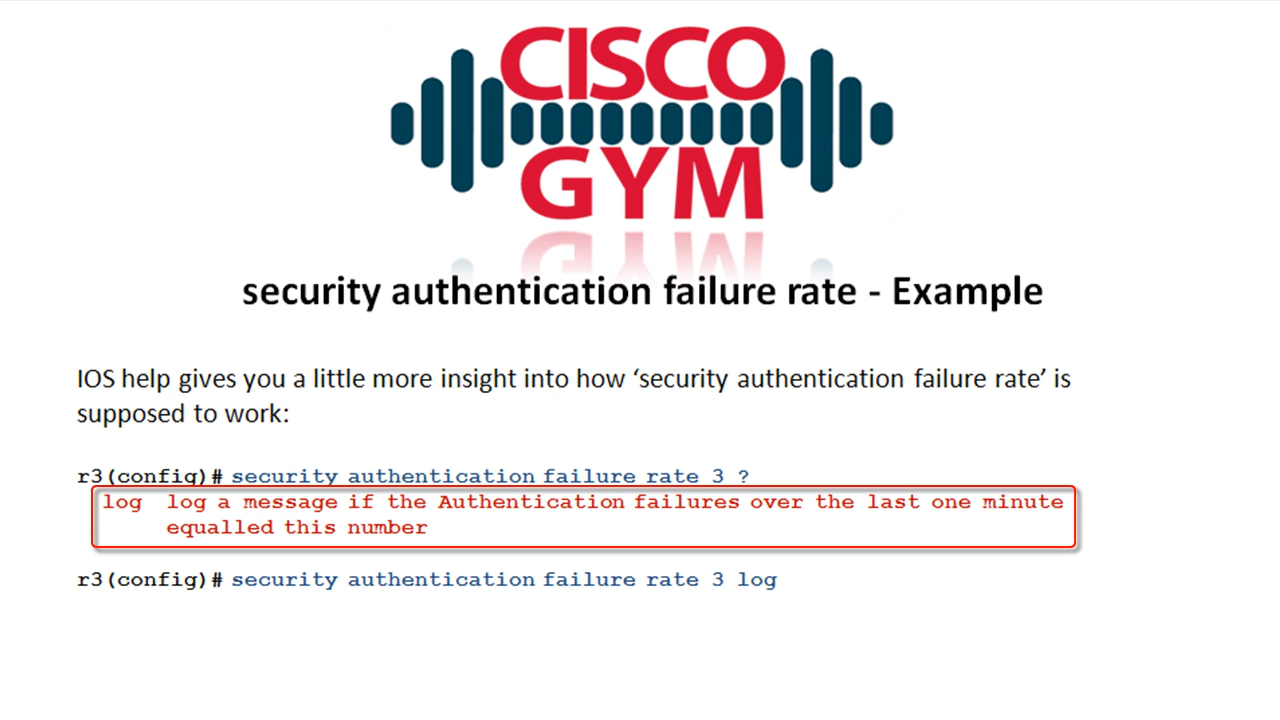 CISCO
GYM
security authentication failure rate - Example
IOS help gives you a little more insight into how ‘security authentication failure rate’ is
supposed to work:
r3(config)# security authentication failure rate 3 ?
log log a message if the Authentication failures over the last one minute
equalled this number
r3(config)# security authentication failure rate 3 log